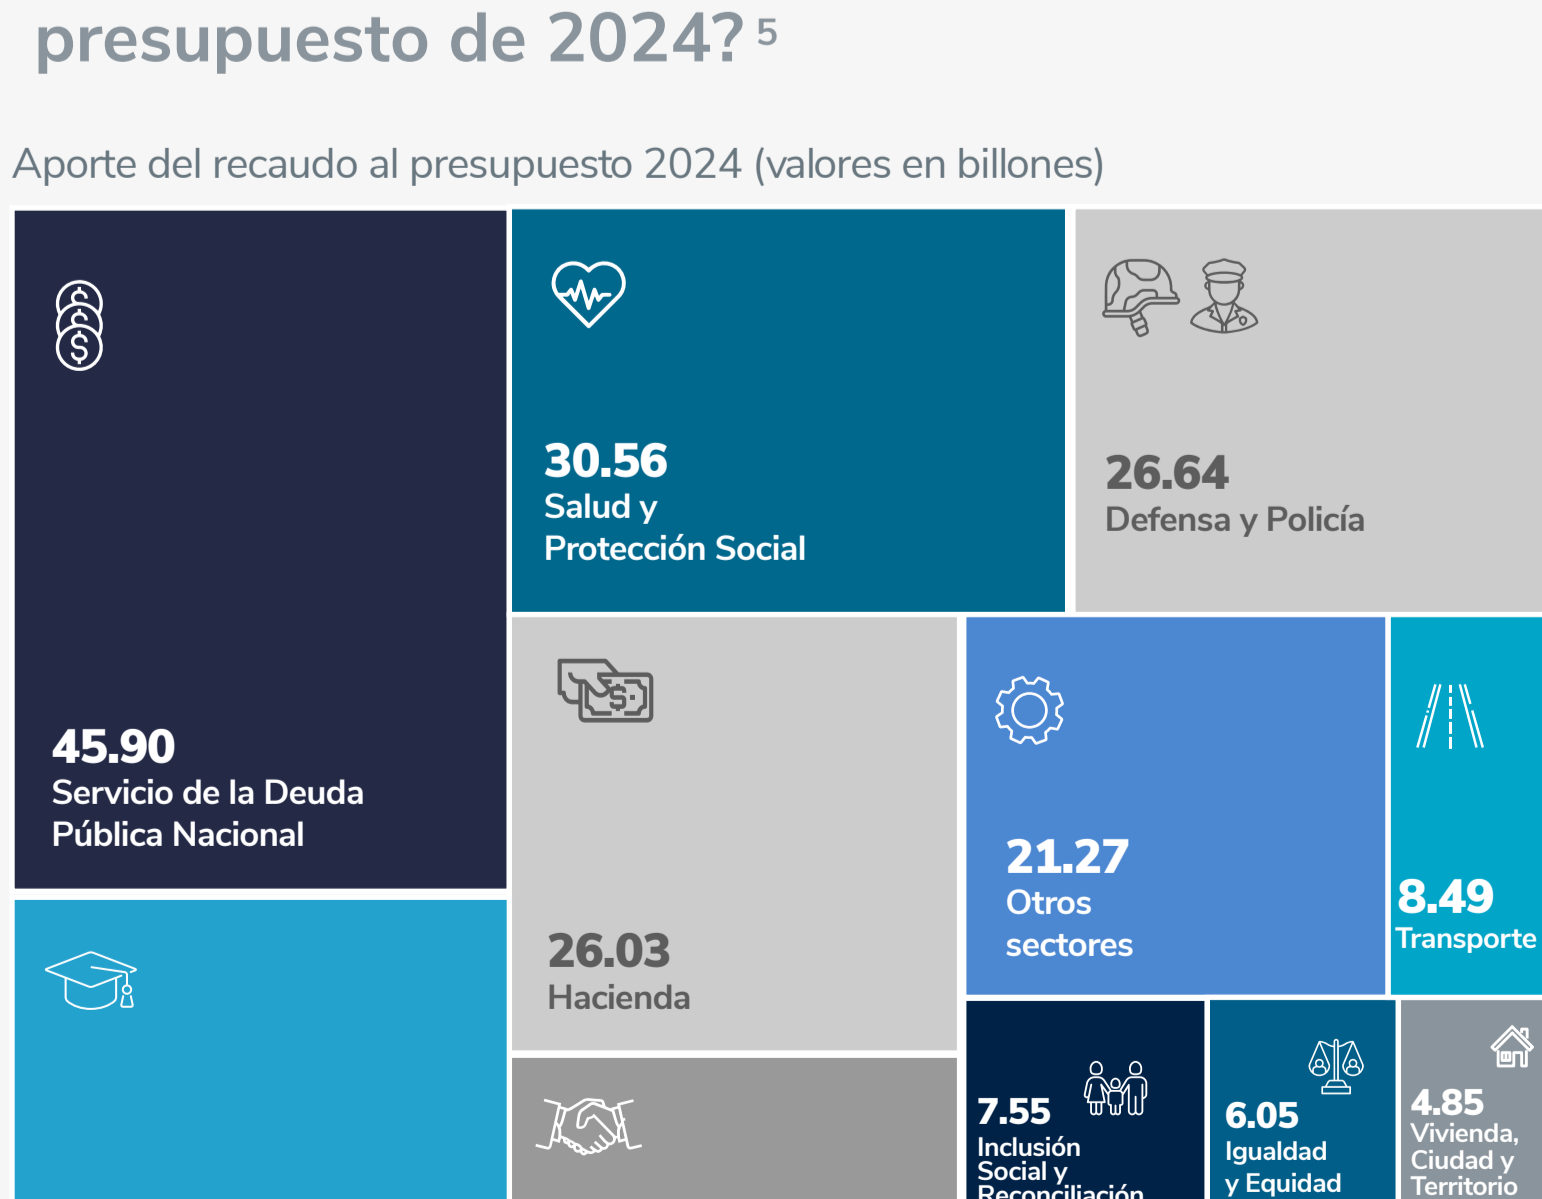 presupuesto de 2024? 5
Aporte del recaudo al presupuesto 2024 (valores en billones)
45.90
Servicio de la Deuda
Pública Nacional
30.56
Salud y
Protección Social
26.64
Defensa y Policía
26.03
Hacienda
21.27
Otros
sectores
8.49
Transporte
7.55
Inclusión
Social y
Reconciliación
6.05
Igualdad
y Equidad
4.85
Vivienda,
Ciudad y
Territorio